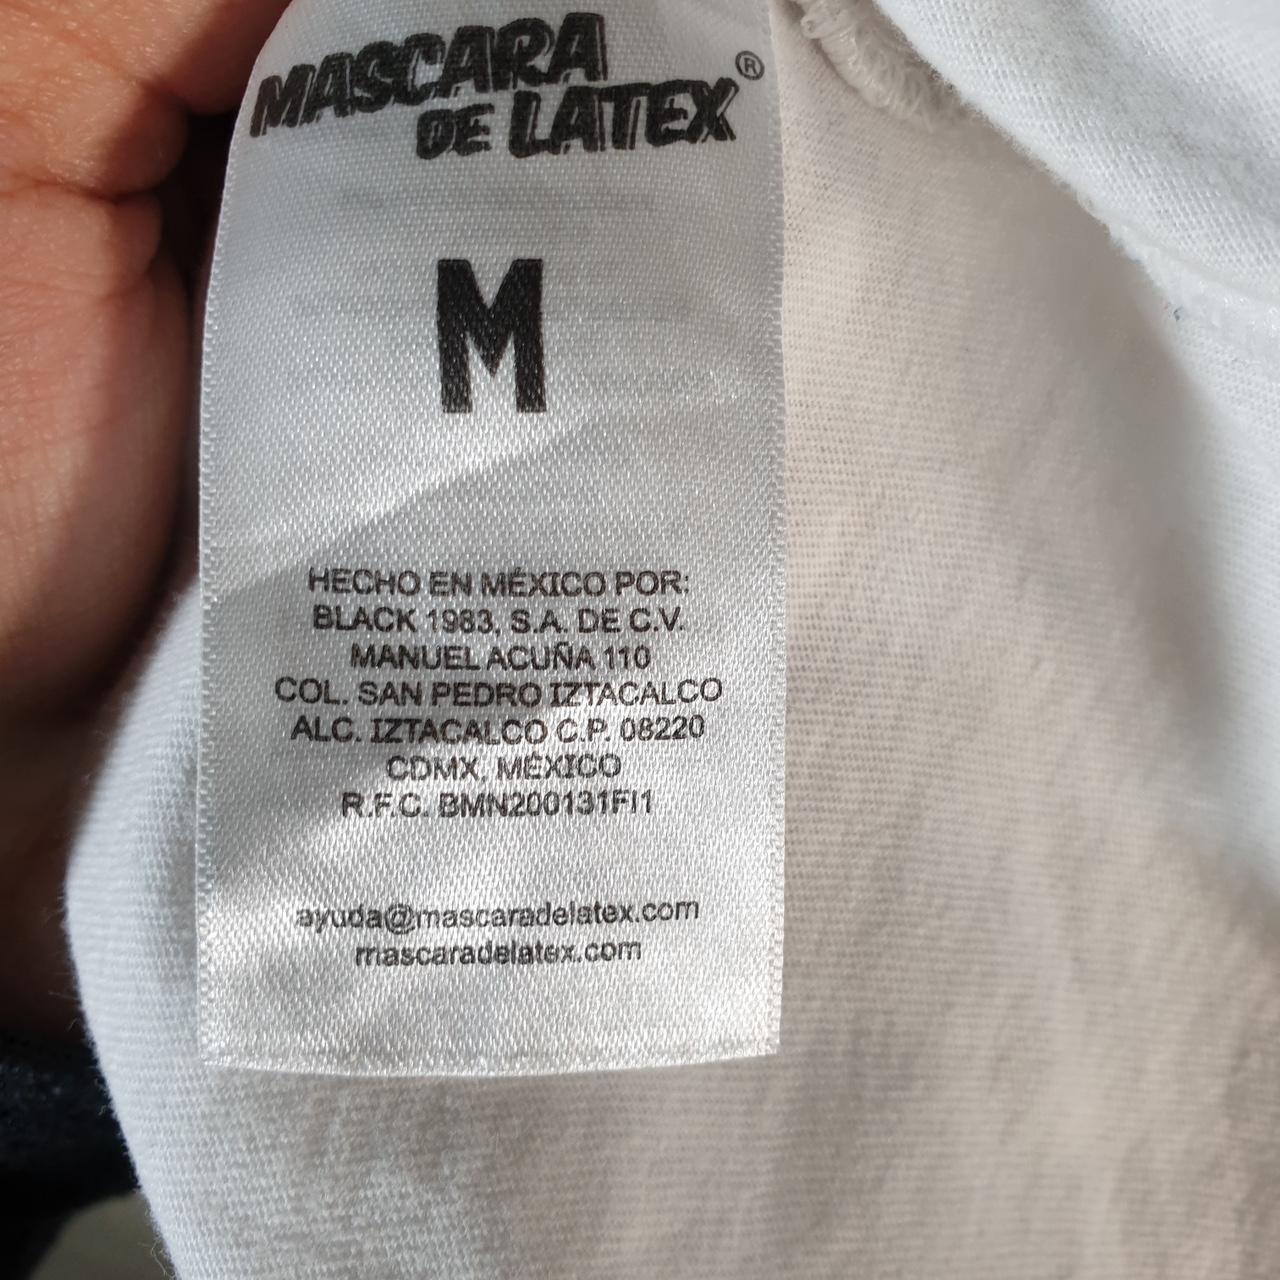 MASCARA
DE LATEX®
M
HECHO EN MÉXICO POR:
BLACK 1983, S.A. DE C.V.
MANUEL ACUÑA 110
COL. SAN PEDRO IZTACALCO
ALC. IZTACALCO C.P. 08220
CDMX, MÉXICO
R.F.C. BMN200131FI1
ayuda@mascaradelatex.com
mascaradelatex.com